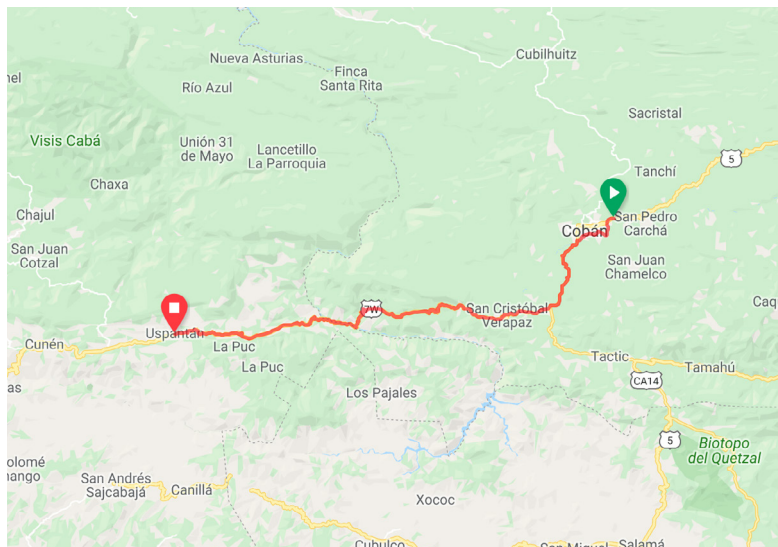 Nueva Asturias
Cubilhuitz
Finca
Santa Rita
Río Azul
Sacristal
Visis Cabá
Unión 31
de Mayo
Lancetillo
La Parroquia
5
Tanchí
Chaxa
Chajul
San Pedro
Carchá
Cobán
San Juan
Cotzal
San Juan
Chamelco
7W
San Cristóbal
Verapaz
Uspantán
Cunén
La Puc
La Puc
Tactic
Tamahú
CA14
Los Pajales
5
Biotopo
del Quetzal
San Andrés
Sajcabajá
Canillá
Xococ
Cubulco
San Miguel
Salamá